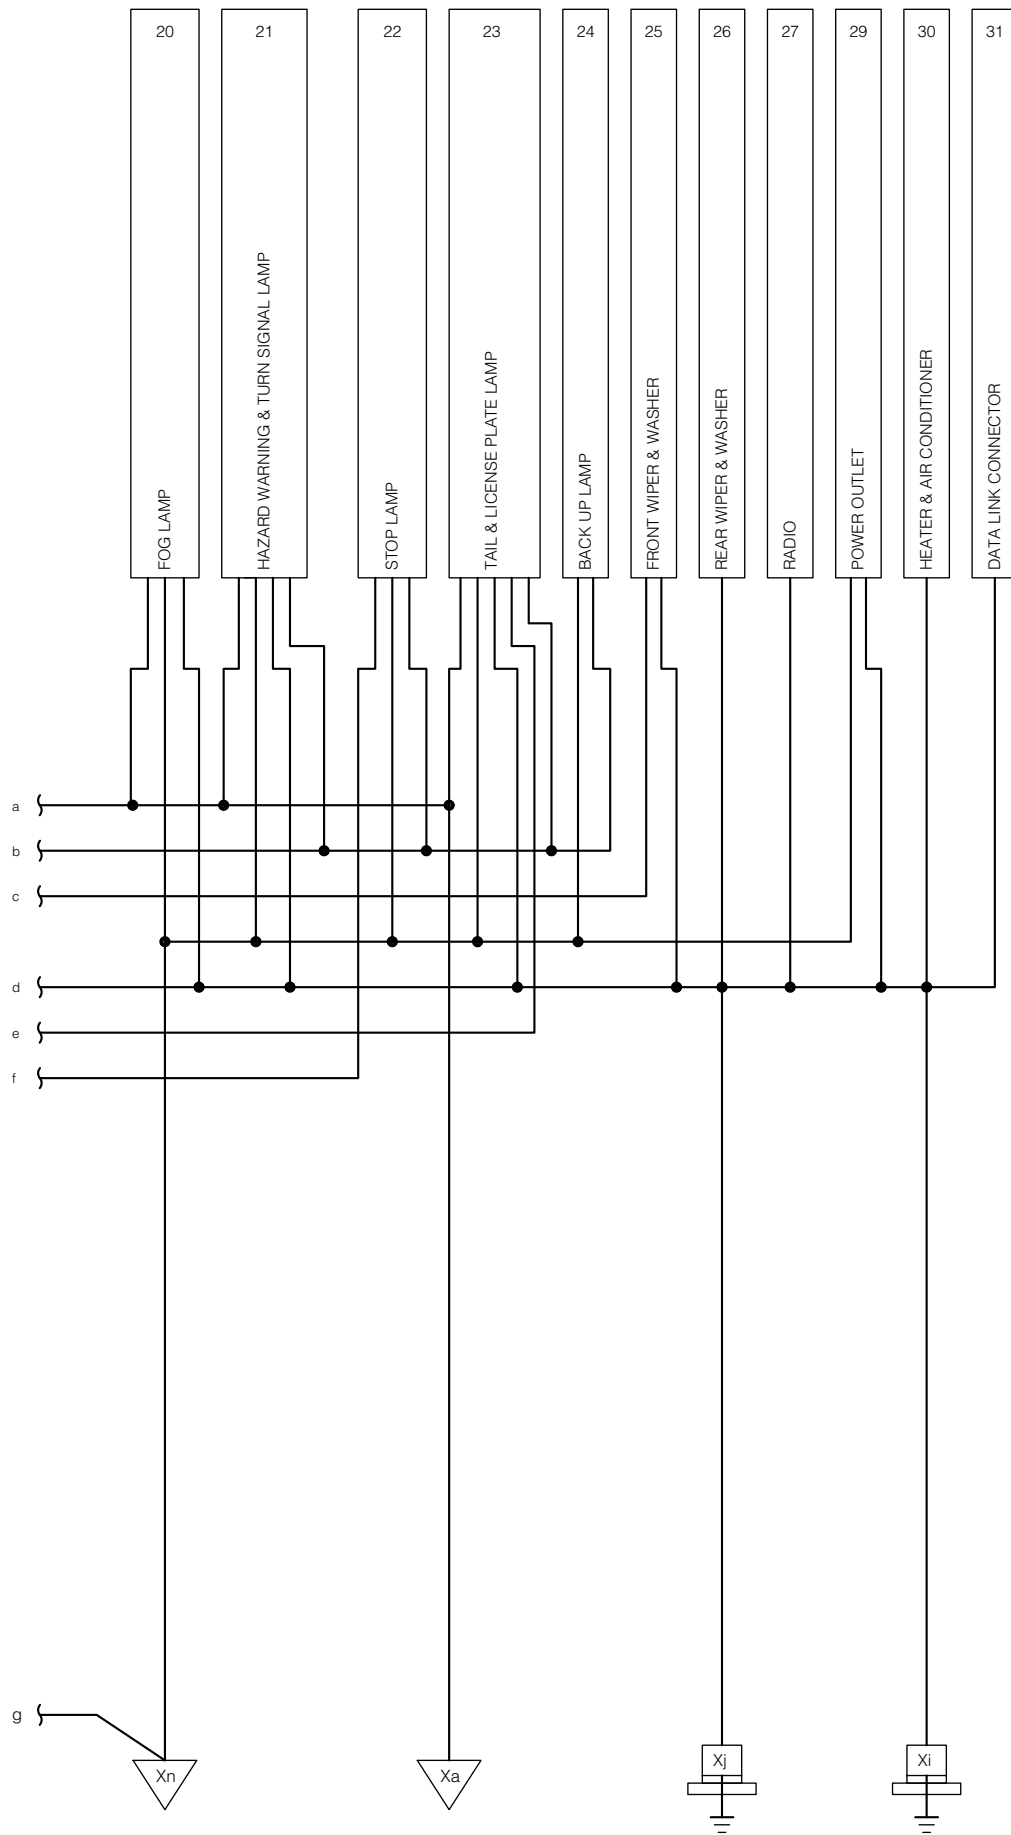 20
21
22
23
24
25
26
27
29
30
31
FOG LAMP
HAZARD WARNING & TURN SIGNAL LAMP
STOP LAMP
TAIL & LICENSE PLATE LAMP
BACK UP LAMP
FRONT WIPER & WASHER
REAR WIPER & WASHER
RADIO
POWER OUTLET
HEATER & AIR CONDITIONER
DATA LINK CONNECTOR
a
b
c
d
e
f
g
Xn
Xa
Xj
Xi